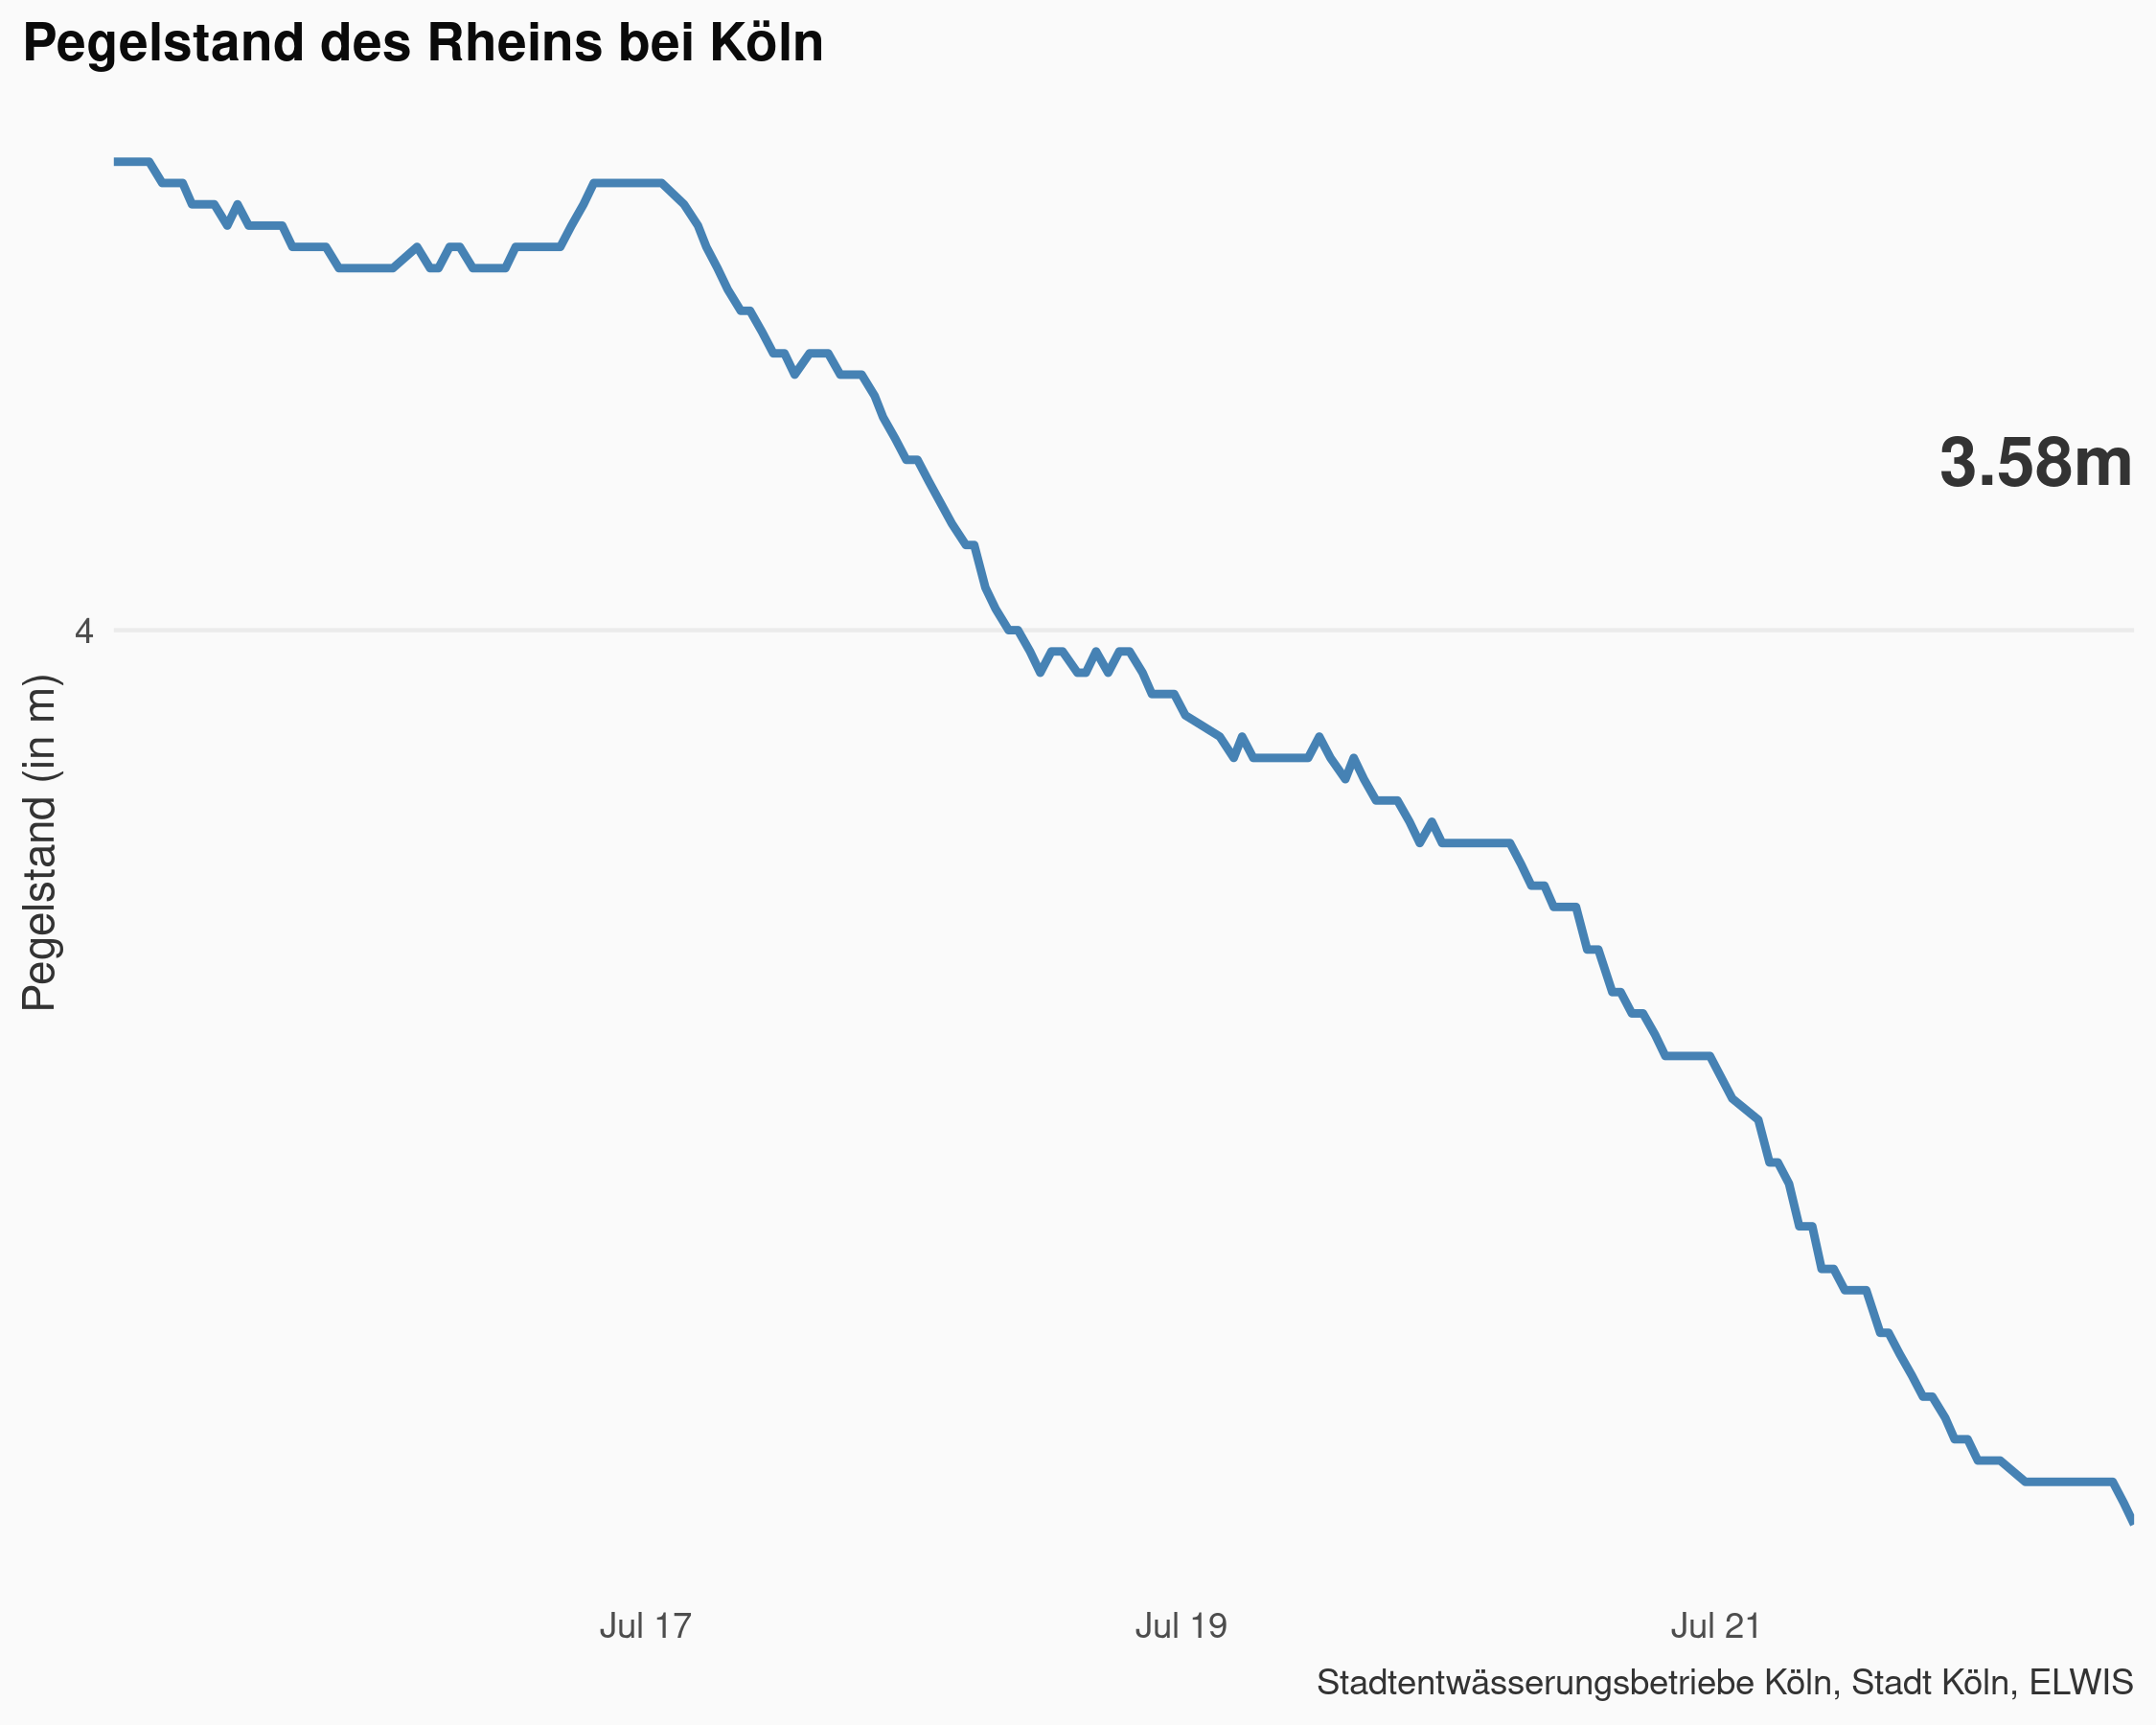 Pegelstand des Rheins bei Köln
3.58m
4
Pegelstand (in m)
Jul 17
Jul 19
Jul 21
Stadtentwässerungsbetriebe Köln, Stadt Köln, ELWIS